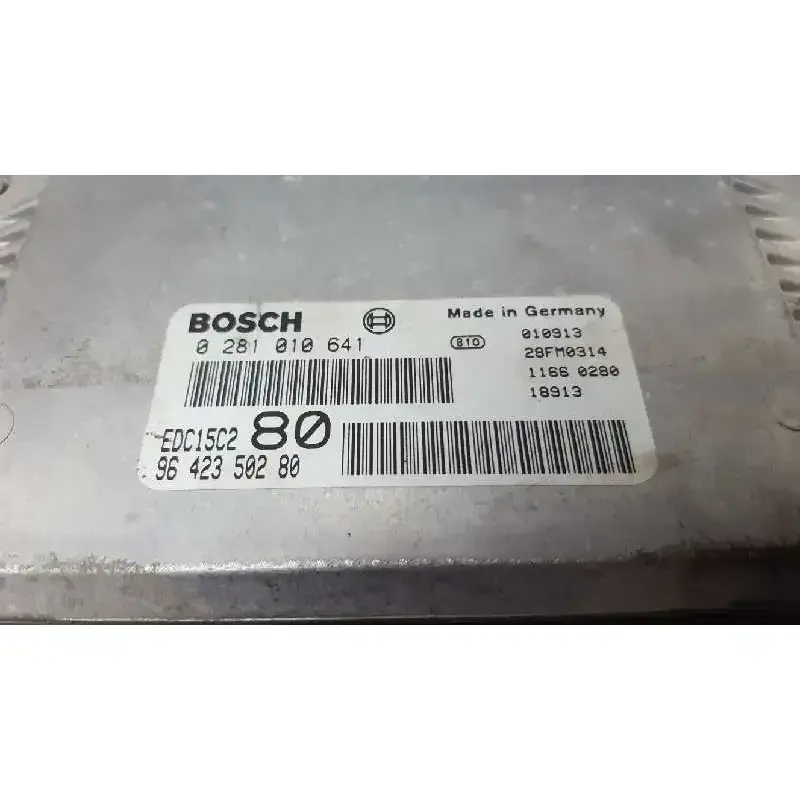 BOSCH
Made in Germany
0 281 010 641
810
010913
28FM0314
1166 0280
18913
EDC15C2 80
96 423 502 80